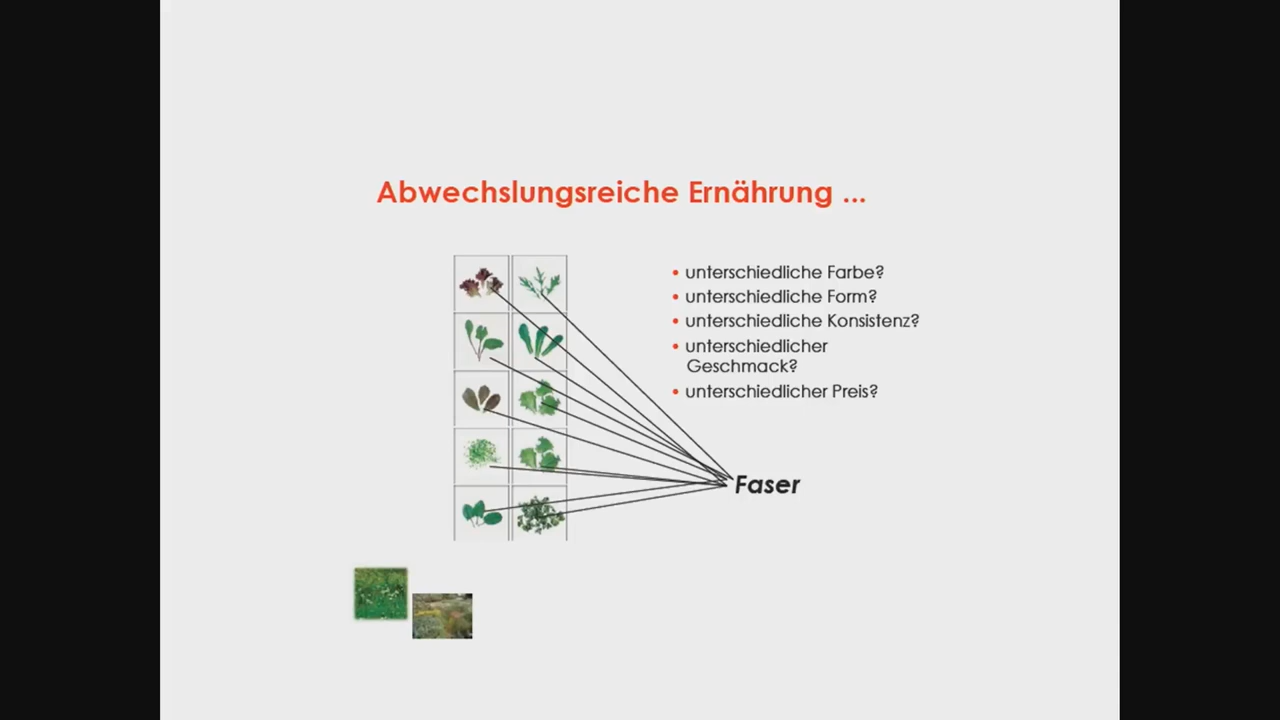 Abwechslungsreiche Ernährung ...
• unterschiedliche Farbe?
• unterschiedliche Form?
• unterschiedliche Konsistenz?
• unterschiedlicher
Geschmack?
• unterschiedlicher Preis?
Faser